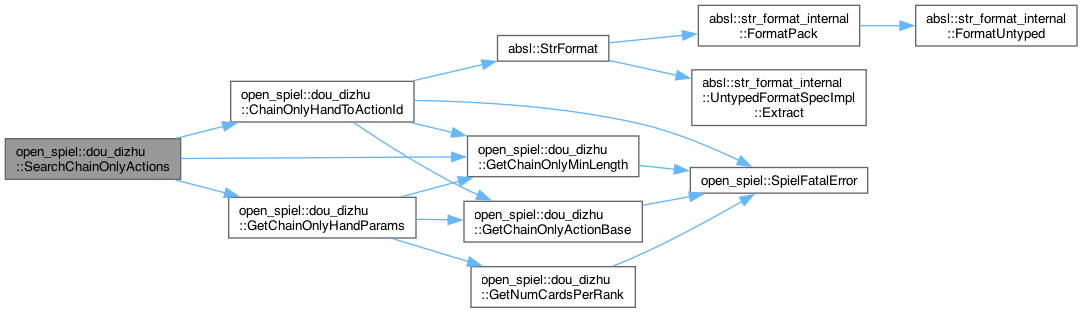 open_spiel::dou_dizhu
::SearchChainOnlyActions
open_spiel::dou_dizhu
::ChainOnlyHandToActionId
open_spiel::dou_dizhu
::GetChainOnlyHandParams
absl::StrFormat
open_spiel::dou_dizhu
::GetChainOnlyMinLength
open_spiel::dou_dizhu
::GetChainOnlyActionBase
open_spiel::dou_dizhu
::GetNumCardsPerRank
absl::str_format_internal
::FormatPack
absl::str_format_internal
::UntypedFormatSpecImpl
::Extract
open_spiel::SpielFatalError
absl::str_format_internal
::FormatUntyped